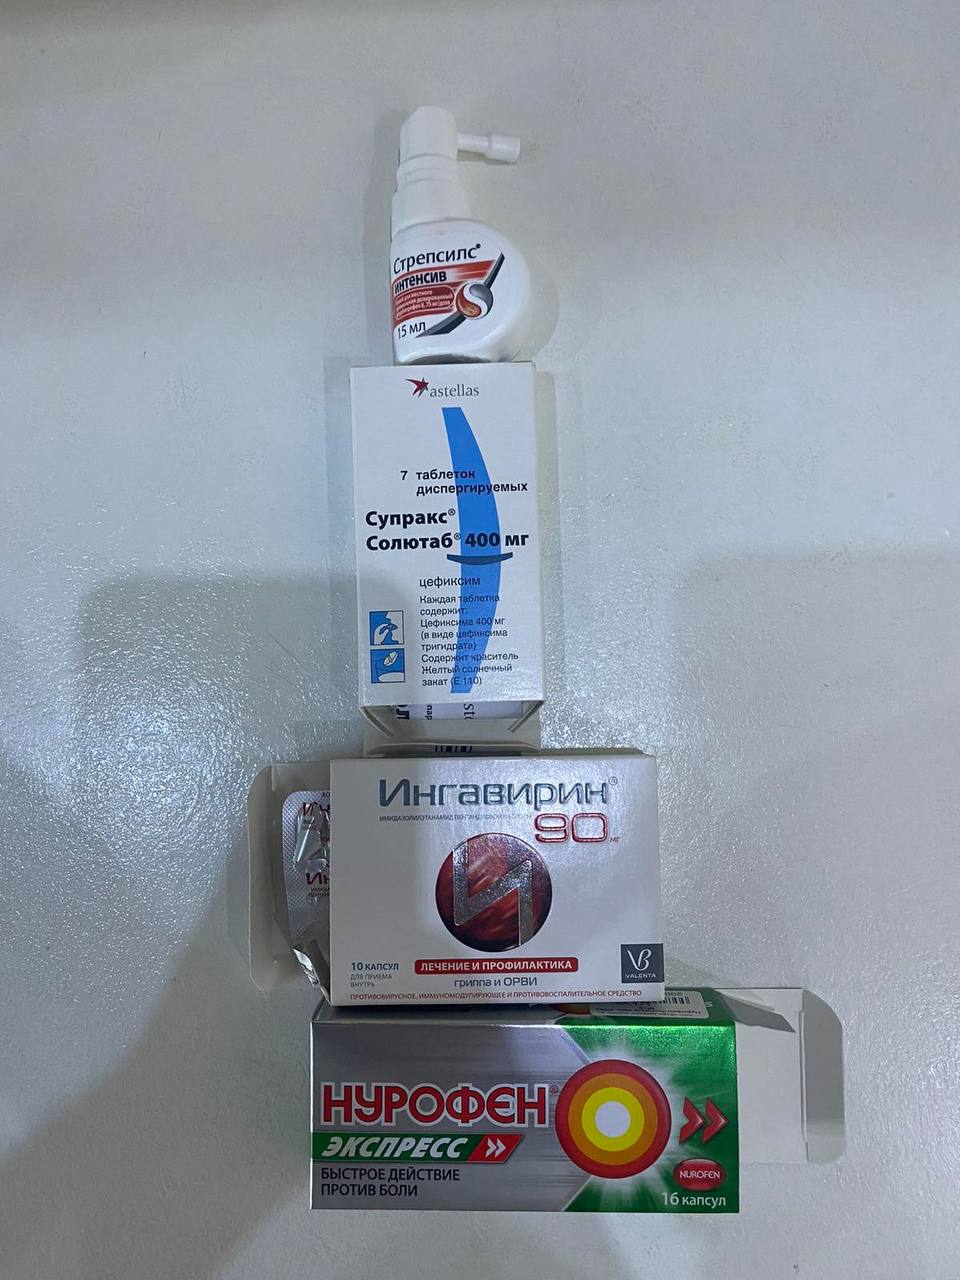 Стрепсилс®
интенсив
15 мл
astellas
7 таблеток
диспергируемых
Супракс®
Солютаб® 400 мг
цефиксим
Каждая таблетка
содержит:
Цефиксима 400 мг
(в виде цефиксима
тригидрата)
Содержит краситель
Желтый солнечный
закат (Е 110)
Ингавирин®
90 мг
10 КАПСУЛ
ДЛЯ ПРИЕМА
ВНУТРЬ
ЛЕЧЕНИЕ И ПРОФИЛАКТИКА
ГРИППА И ОРВИ
VALENTA
ПРОТИВОВИРУСНОЕ, ИММУНОМОДУЛИРУЮЩЕЕ И ПРОТИВОВОСПАЛИТЕЛЬНОЕ СРЕДСТВО
НУРОФЕН®
ЭКСПРЕСС
БЫСТРОЕ ДЕЙСТВИЕ
ПРОТИВ БОЛИ
NUROFEN
16 капсул